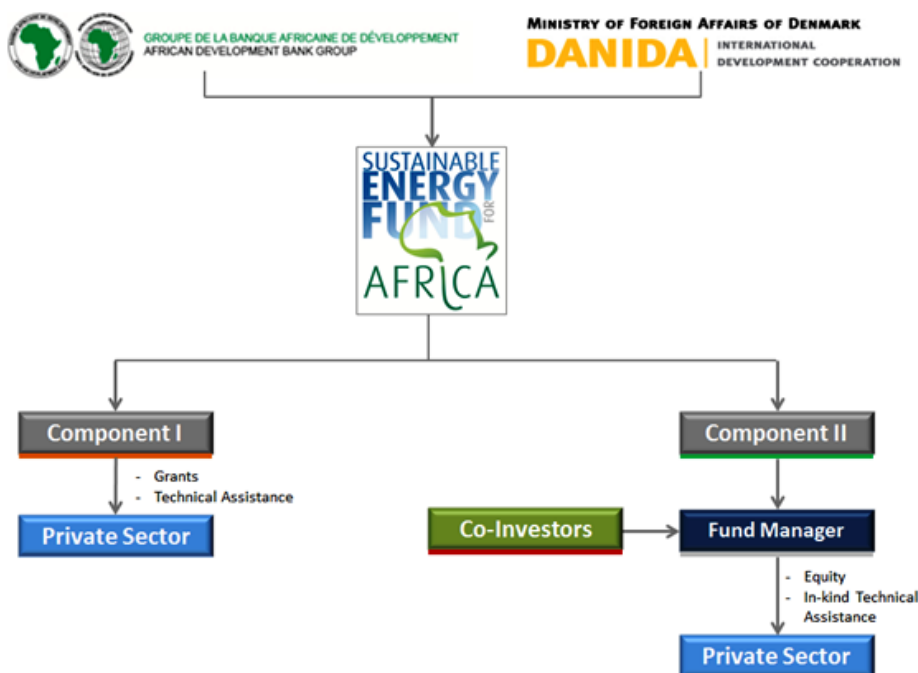 GROUPE DE LA BANQUE AFRICAINE DE DÉVELOPPEMENT
AFRICAN DEVELOPMENT BANK GROUP
MINISTRY OF FOREIGN AFFAIRS OF DENMARK
DANIDA
INTERNATIONAL
DEVELOPMENT COOPERATION
SUSTAINABLE
ENERGY
FUND
FOR
AFRICA
Component I
Component II
- Grants
- Technical Assistance
Private Sector
Co-Investors
Fund Manager
- Equity
- In-kind Technical
Assistance
Private Sector